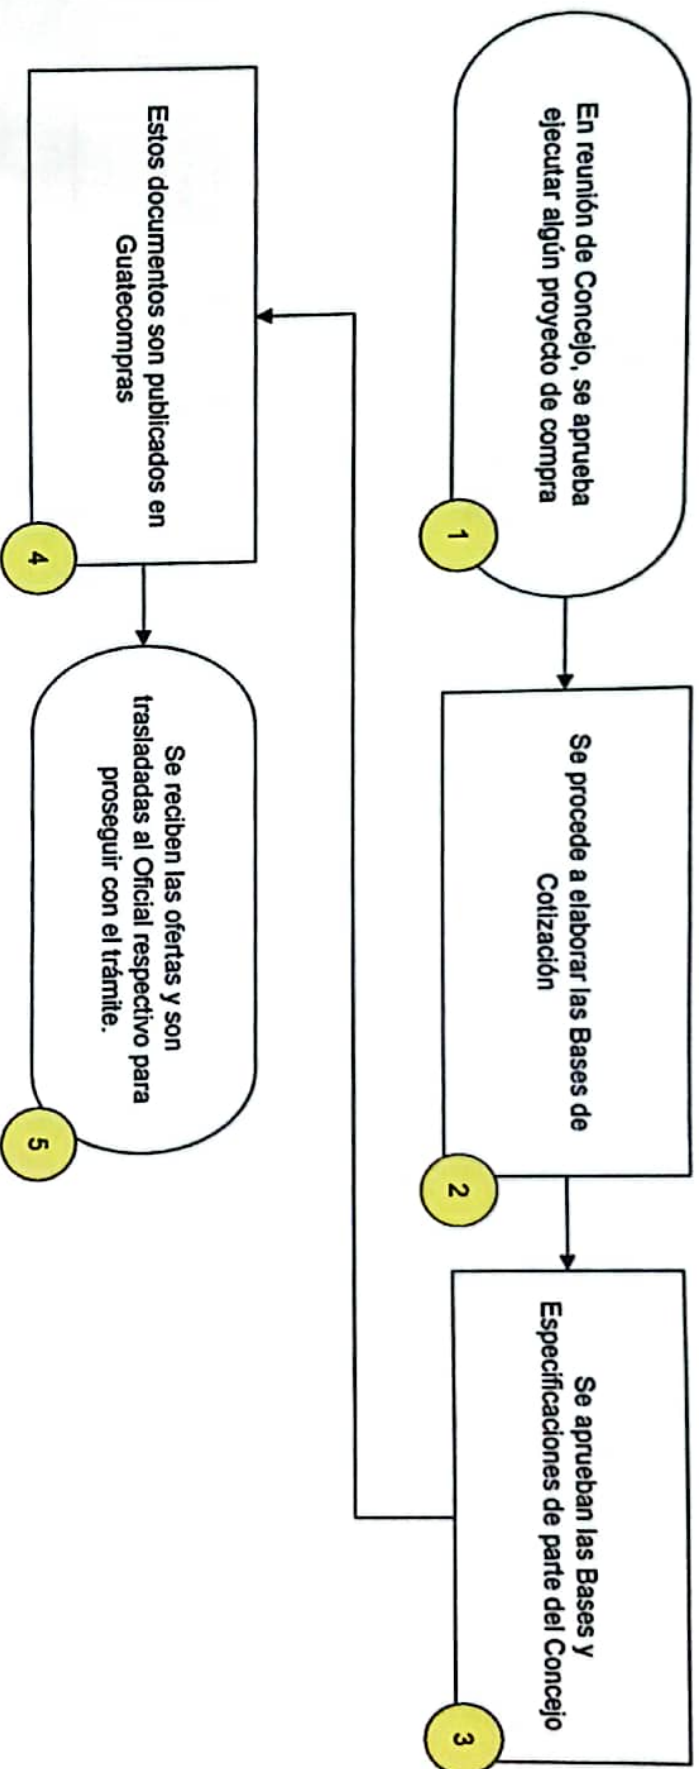 En reunión de Concejo, se aprueba
ejecutar algún proyecto de compra
1
Se procede a elaborar las Bases de
Cotización
2
Se aprueban las Bases y
Especificaciones de parte del Concejo
3
Estos documentos son publicados en
Guatecompras
4
Se reciben las ofertas y son
trasladadas al Oficial respectivo para
proseguir con el trámite.
5